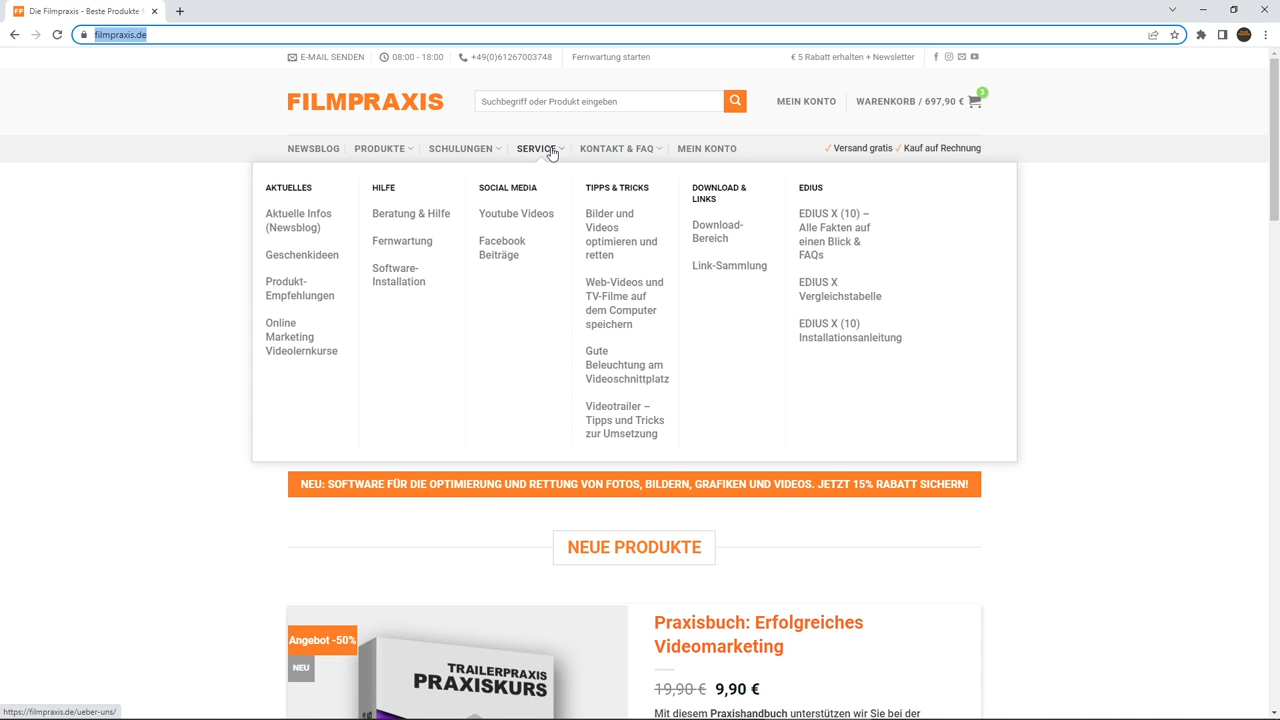 Die Filmpraxis - Beste Produkte
filmpraxis.de
E-MAIL SENDEN
08:00 - 18:00
+49(0)61267003748
Fernwartung starten
€ 5 Rabatt erhalten + Newsletter
FILMPRAXIS
Suchbegriff oder Produkt eingeben
MEIN KONTO
WARENKORB / 697,90 €
3
NEWSBLOG
PRODUKTE
SCHULUNGEN
SERVICE
KONTAKT & FAQ
MEIN KONTO
✓ Versand gratis ✓ Kauf auf Rechnung
AKTUELLES
Aktuelle Infos
(Newsblog)
Geschenkideen
Produkt-
Empfehlungen
Online
Marketing
Videolernkurse
HILFE
Beratung & Hilfe
Fernwartung
Software-
Installation
SOCIAL MEDIA
Youtube Videos
Facebook
Beiträge
TIPPS & TRICKS
Bilder und
Videos
optimieren und
retten
Web-Videos und
TV-Filme auf
dem Computer
speichern
Gute
Beleuchtung am
Videoschnittplatz
Videotrailer –
Tipps und Tricks
zur Umsetzung
DOWNLOAD &
LINKS
Download-
Bereich
Link-Sammlung
EDIUS
EDIUS X (10) –
Alle Fakten auf
einen Blick &
FAQs
EDIUS X
Vergleichstabelle
EDIUS X (10)
Installationsanleitung
NEU: SOFTWARE FÜR DIE OPTIMIERUNG UND RETTUNG VON FOTOS, BILDERN, GRAFIKEN UND VIDEOS. JETZT 15% RABATT SICHERN!
NEUE PRODUKTE
Angebot -50%
NEU
TRAILERPRAXIS
PRAXISKURS
Praxisbuch: Erfolgreiches
Videomarketing
19,90 € 9,90 €
Mit diesem Praxishandbuch unterstützen wir Sie bei der
https://filmpraxis.de/ueber-uns/